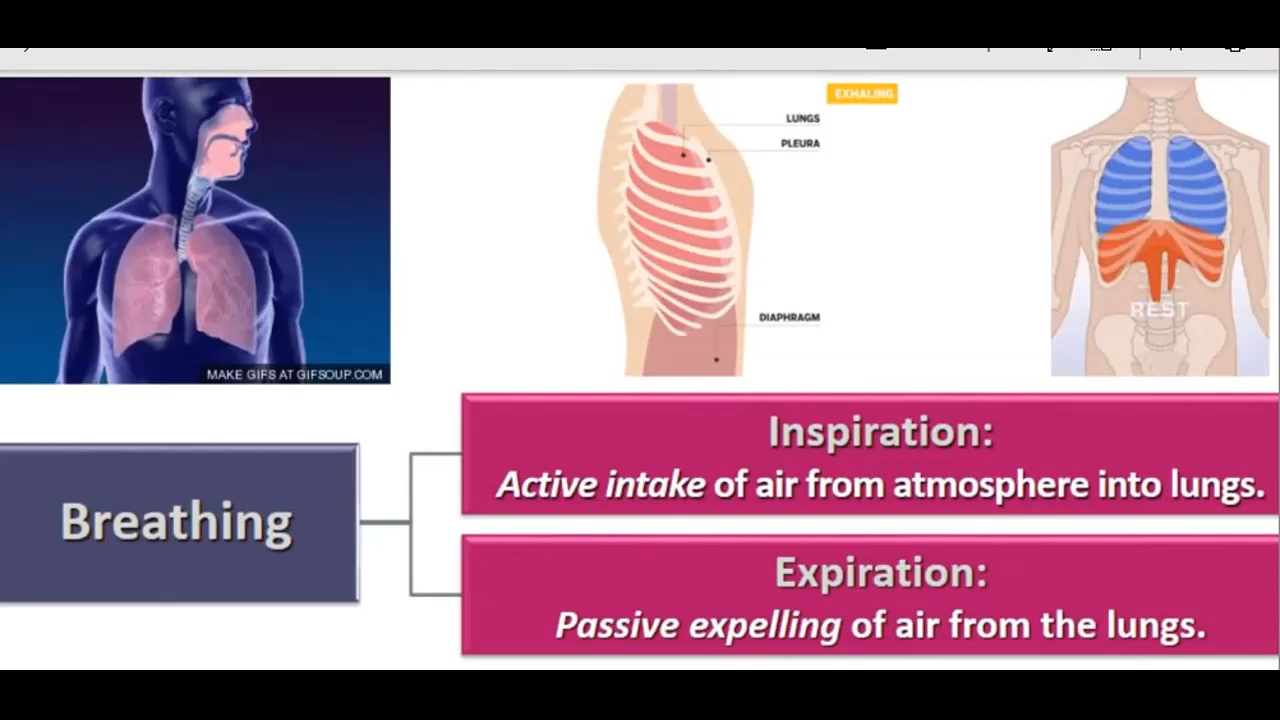 EXHALING
LUNGS
PLEURA
DIAPHRAGM
REST
MAKE GIFS AT GIFSOUP.COM
Breathing
Inspiration:
Active intake of air from atmosphere into lungs.
Expiration:
Passive expelling of air from the lungs.